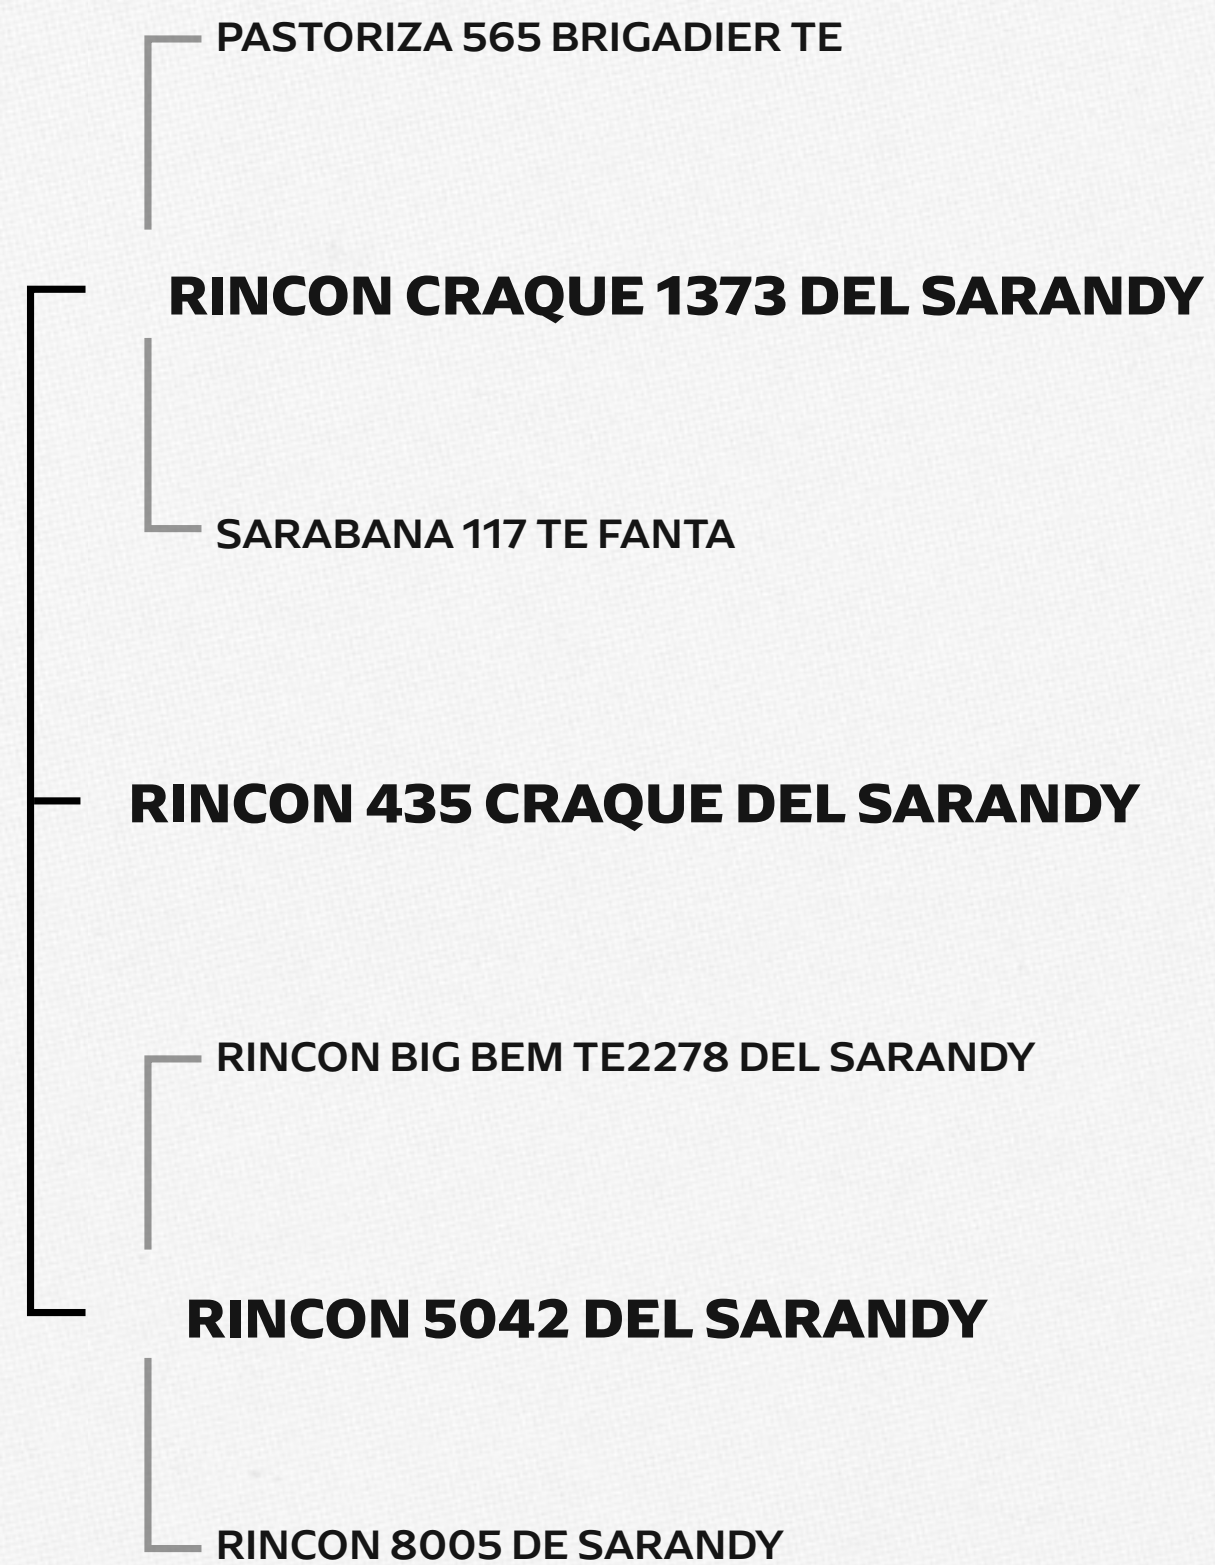 PASTORIZA 565 BRIGADIER TE
RINCON CRAQUE 1373 DEL SARANDY
SARABANA 117 TE FANTA
RINCON 435 CRAQUE DEL SARANDY
RINCON BIG BEM TE2278 DEL SARANDY
RINCON 5042 DEL SARANDY
RINCON 8005 DE SARANDY